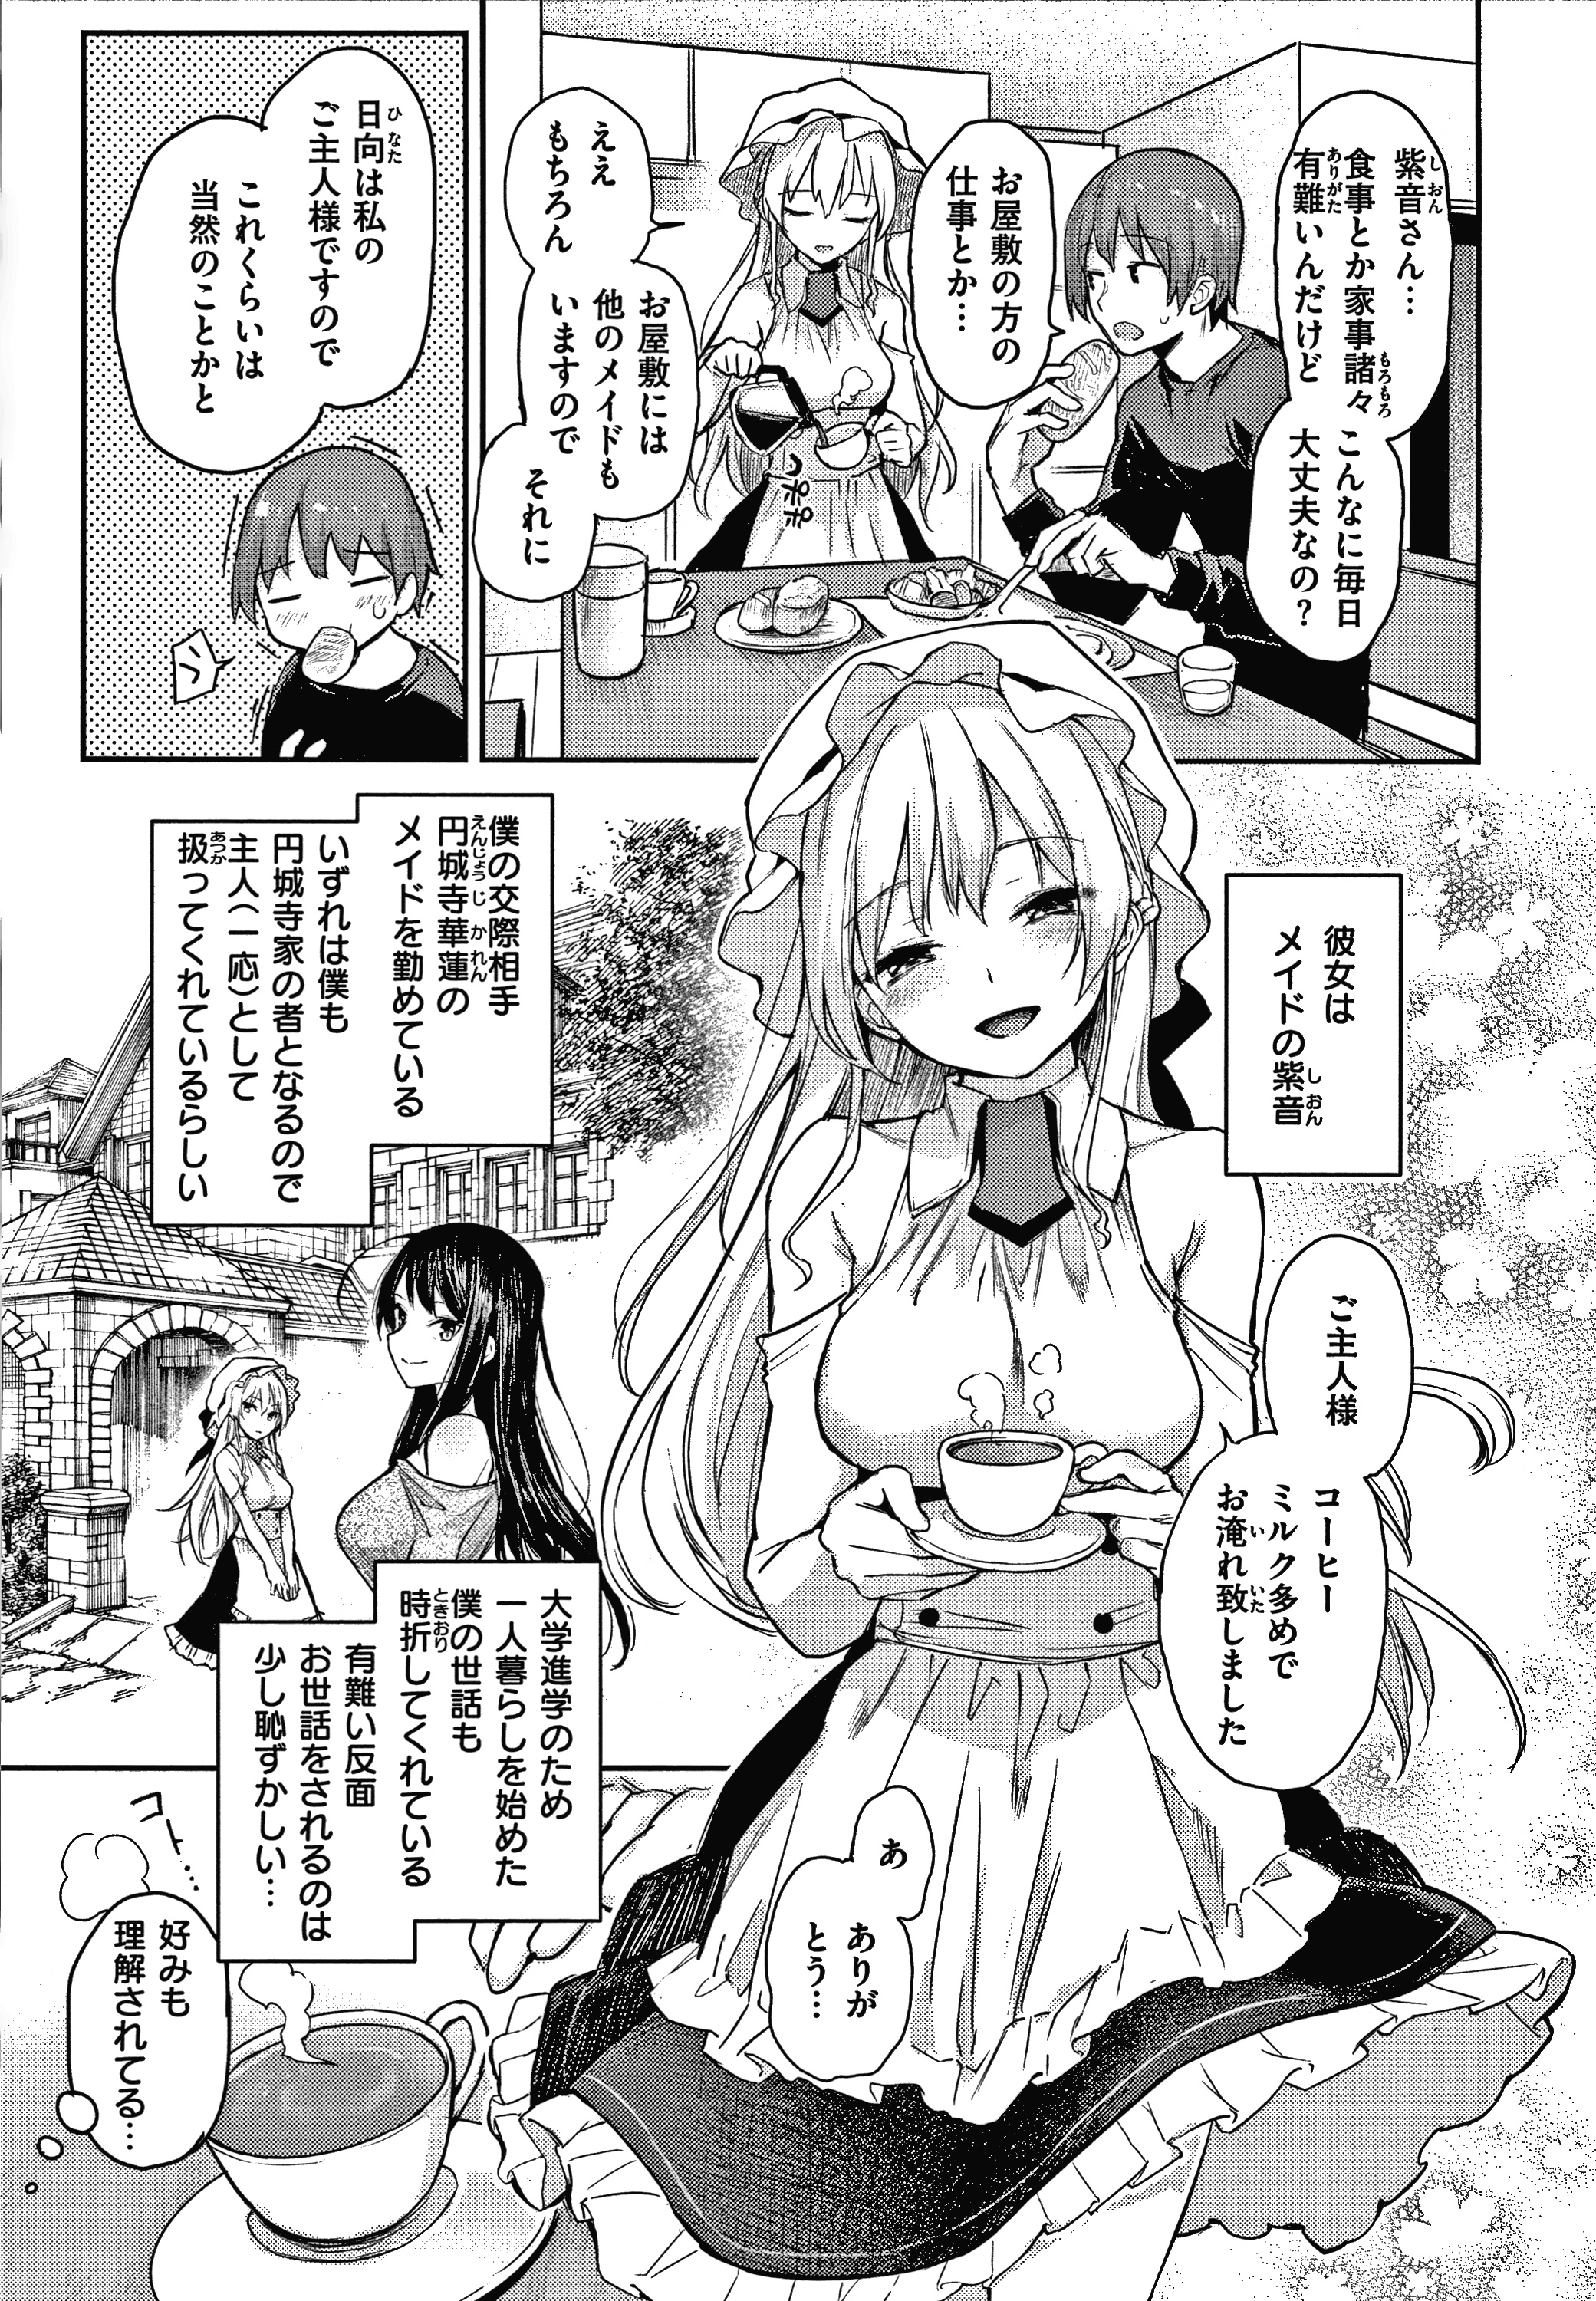 紫音さん…
食事とか家事諸々
有難いんだけど
こんなに毎日
大丈夫なの？
お屋敷の方の
仕事とか…
ええ
もちろん
お屋敷には
他のメイドも
いますので
それに
日向は私の
ご主人様ですので
これくらいは
当然のことかと
彼女は
メイドの紫音
僕の交際相手
円城寺華蓮の
メイドを勤めている
いずれは僕も
円城寺家の者となるので
主人（一応）として
扱ってくれているらしい
ご主人様
コーヒー
ミルク多めで
お淹れ致しました
大学進学のため
一人暮らしを始めた
僕の世話も
時折してくれている
有難い反面
お世話をされるのは
少し恥ずかしい…
あ
ありが
とう…
コト…
好みも
理解されてる…